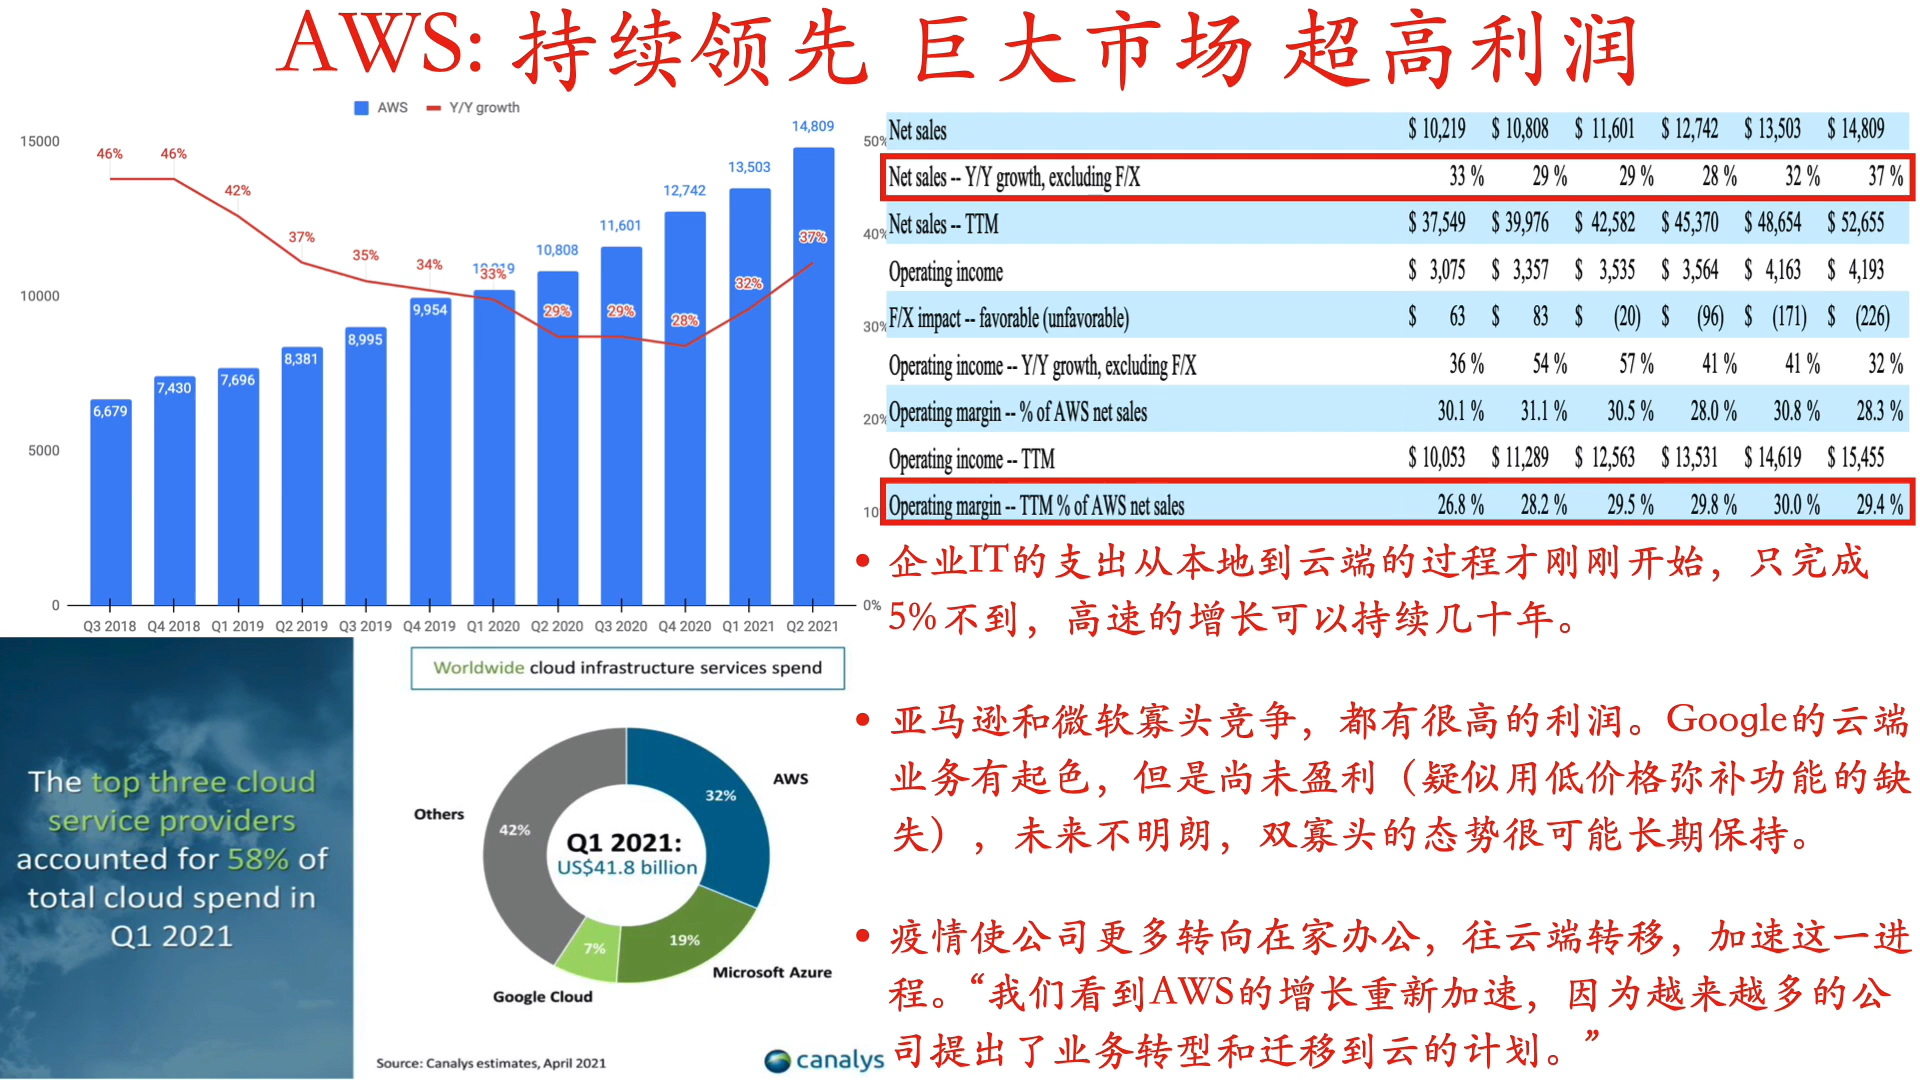 AWS: 持续领先 巨大市场 超高利润
AWS Y/Y growth
15000
10000
5000
0
50%
40%
30%
20%
10
0%
46%
46%
42%
37%
35%
34%
33%
29%
29%
28%
32%
37%
6,679
7,430
7,696
8,381
8,995
9,954
10,219
10,808
11,601
12,742
13,503
14,809
Q3 2018 Q4 2018 Q1 2019 Q2 2019 Q3 2019 Q4 2019 Q1 2020 Q2 2020 Q3 2020 Q4 2020 Q1 2021 Q2 2021
Net sales $ 10,219 $ 10,808 $ 11,601 $ 12,742 $ 13,503 $ 14,809
Net sales -- Y/Y growth, excluding F/X 33 % 29 % 29 % 28 % 32 % 37 %
Net sales -- TTM $ 37,549 $ 39,976 $ 42,582 $ 45,370 $ 48,654 $ 52,655
Operating income $ 3,075 $ 3,357 $ 3,535 $ 3,564 $ 4,163 $ 4,193
F/X impact -- favorable (unfavorable) $ 63 $ 83 $ (20) $ (96) $ (171) $ (226)
Operating income -- Y/Y growth, excluding F/X 36 % 54 % 57 % 41 % 41 % 32 %
Operating margin -- % of AWS net sales 30.1 % 31.1 % 30.5 % 28.0 % 30.8 % 28.3 %
Operating income -- TTM $ 10,053 $ 11,289 $ 12,563 $ 13,531 $ 14,619 $ 15,455
Operating margin -- TTM % of AWS net sales 26.8 % 28.2 % 29.5 % 29.8 % 30.0 % 29.4 %
• 企业IT的支出从本地到云端的过程才刚刚开始，只完成
5%不到，高速的增长可以持续几十年。
• 亚马逊和微软寡头竞争，都有很高的利润。Google的云端
业务有起色，但是尚未盈利（疑似用低价格弥补功能的缺
失），未来不明朗，双寡头的态势很可能长期保持。
• 疫情使公司更多转向在家办公，往云端转移，加速这一进
程。“我们看到AWS的增长重新加速，因为越来越多的公
司提出了业务转型和迁移到云的计划。”
The top three cloud
service providers
accounted for 58% of
total cloud spend in
Q1 2021
Worldwide cloud infrastructure services spend
AWS
32%
Others
42%
Q1 2021:
US$41.8 billion
19%
7%
Microsoft Azure
Google Cloud
Source: Canalys estimates, April 2021
canalys